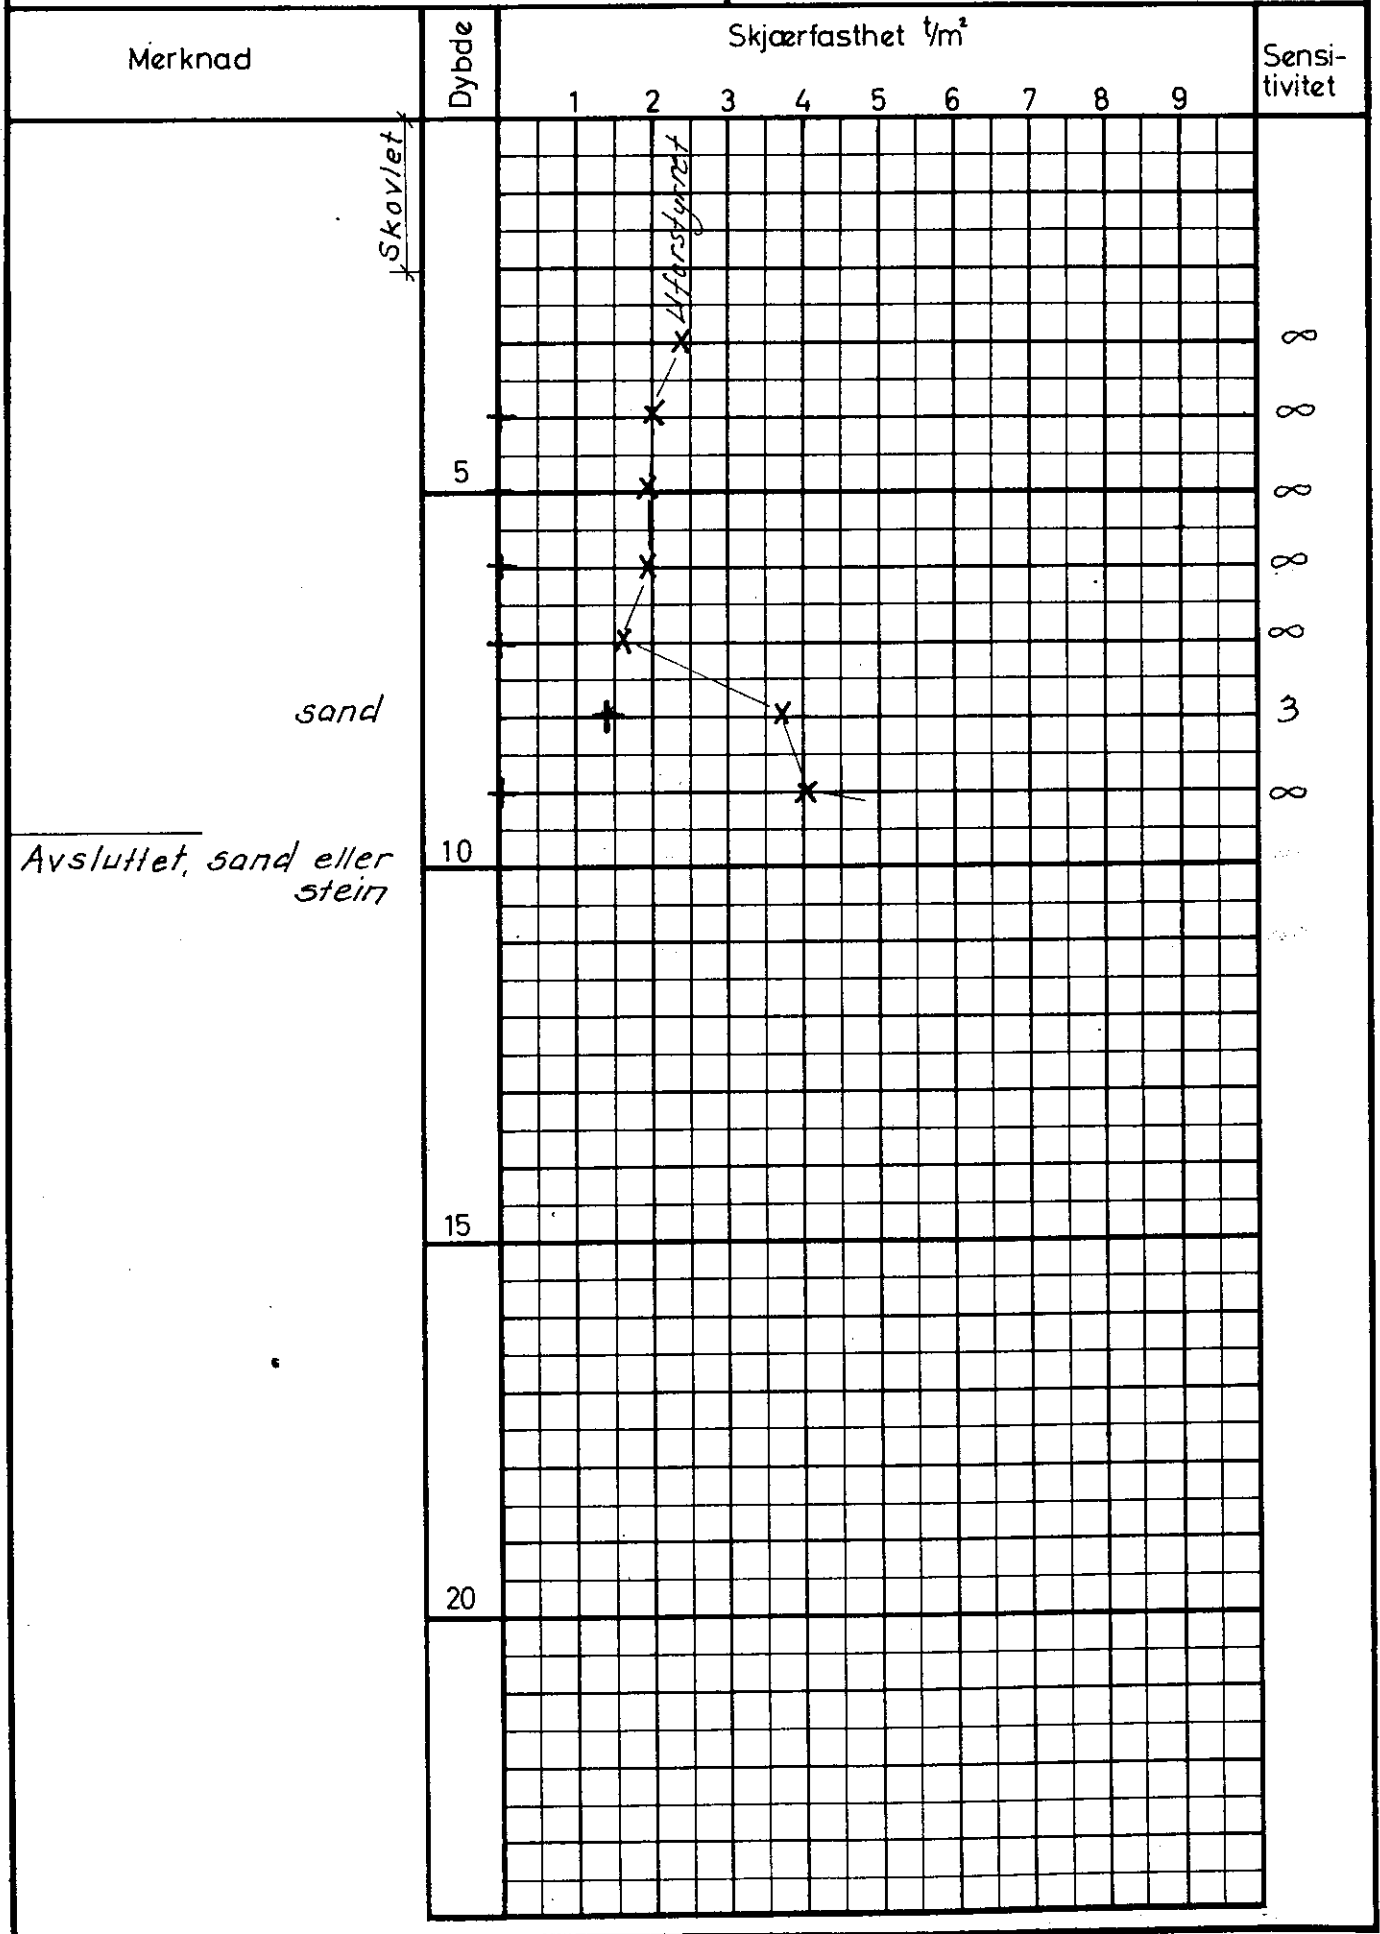 Merknad
Dybde
Skjærfasthet t/m²
Sensi-
tivitet
1 2 3 4 5 6 7 8 9
Skovlet
Uforstyrret
∞
∞
5
∞
∞
∞
sand
3
∞
Avsluttet, sand eller
stein
10
15
20